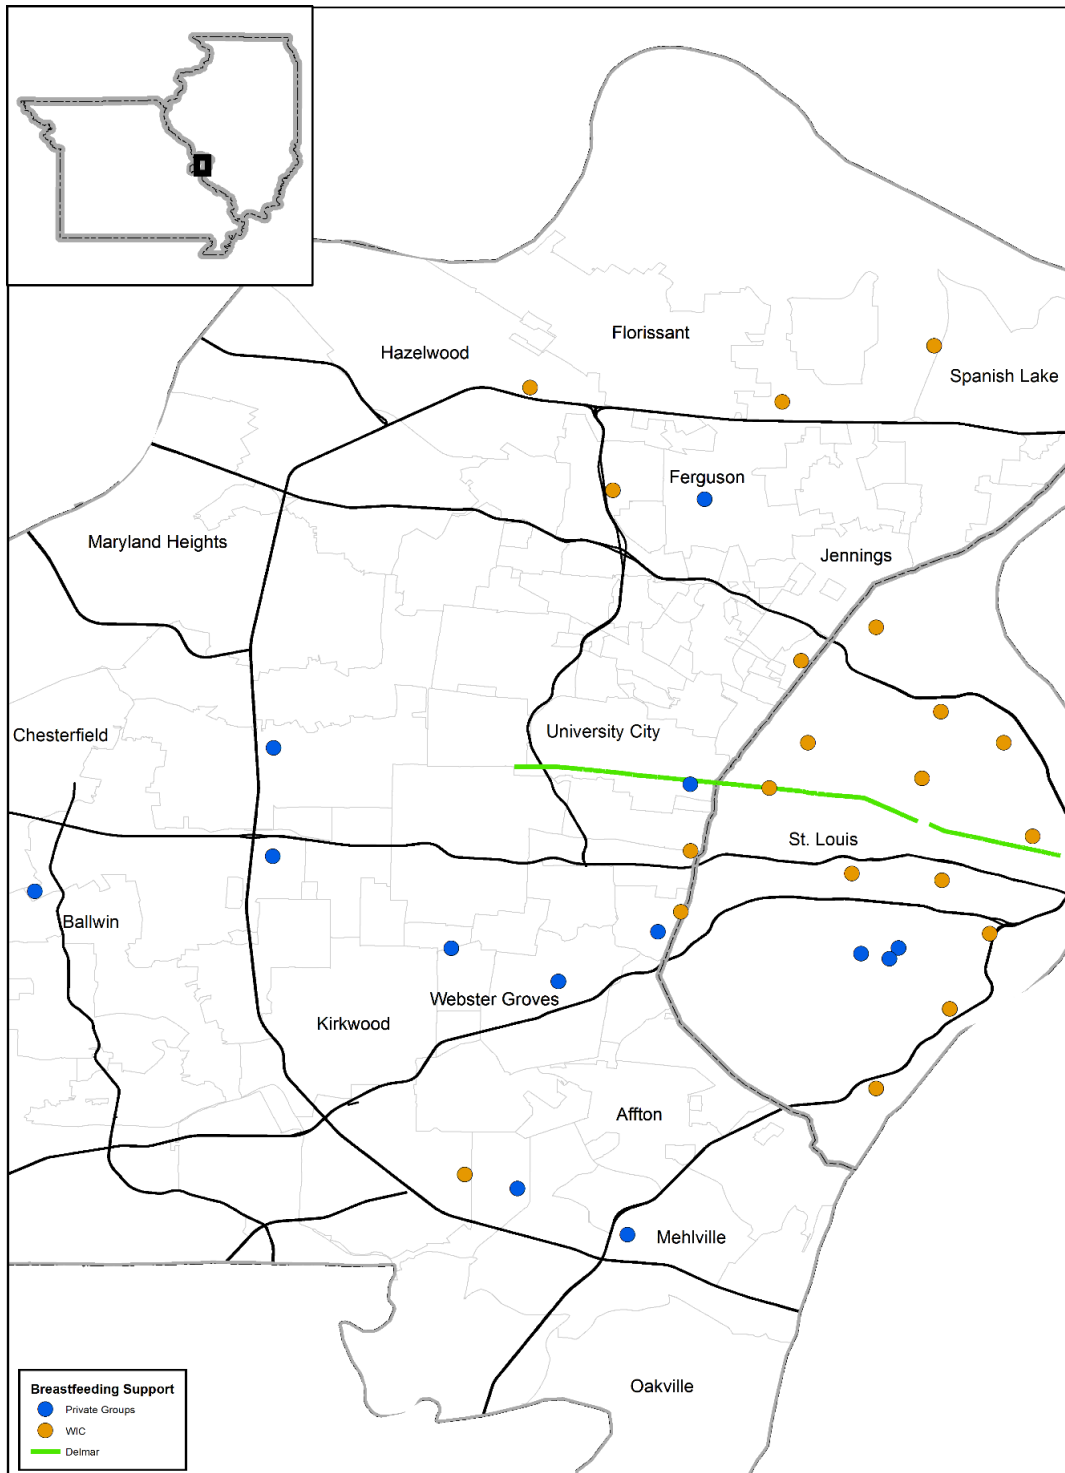 Florissant
Hazelwood
Spanish Lake
Ferguson
Maryland Heights
Jennings
University City
Chesterfield
St. Louis
Ballwin
Webster Groves
Kirkwood
Affton
Mehlville
Oakville
Breastfeeding Support
Private Groups
WIC
Delmar